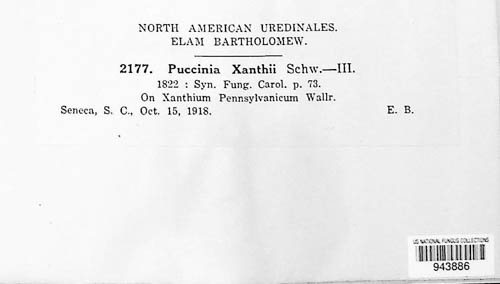 NORTH AMERICAN UREDINALES.
ELAM BARTHOLOMEW.
2177. Puccinia Xanthii Schw.—III.
1822 : Syn. Fung. Carol. p. 73.
On Xanthium Pennsylvanicum Wallr.
Seneca, S. C., Oct. 15, 1918. E. B.
US NATIONAL FUNGUS COLLECTIONS
943886